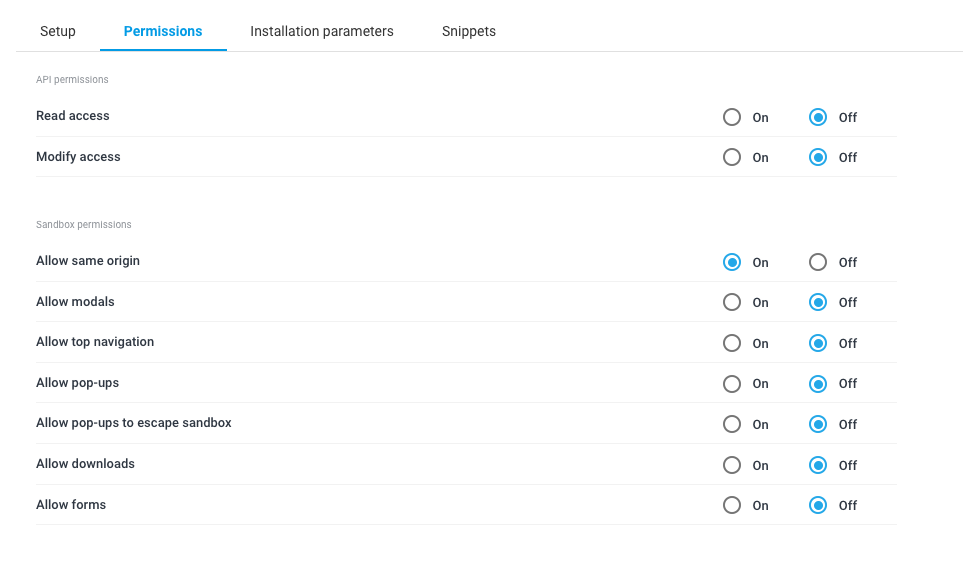 Setup Permissions Installation parameters Snippets
API permissions
Read access On Off
Modify access On Off
Sandbox permissions
Allow same origin On Off
Allow modals On Off
Allow top navigation On Off
Allow pop-ups On Off
Allow pop-ups to escape sandbox On Off
Allow downloads On Off
Allow forms On Off